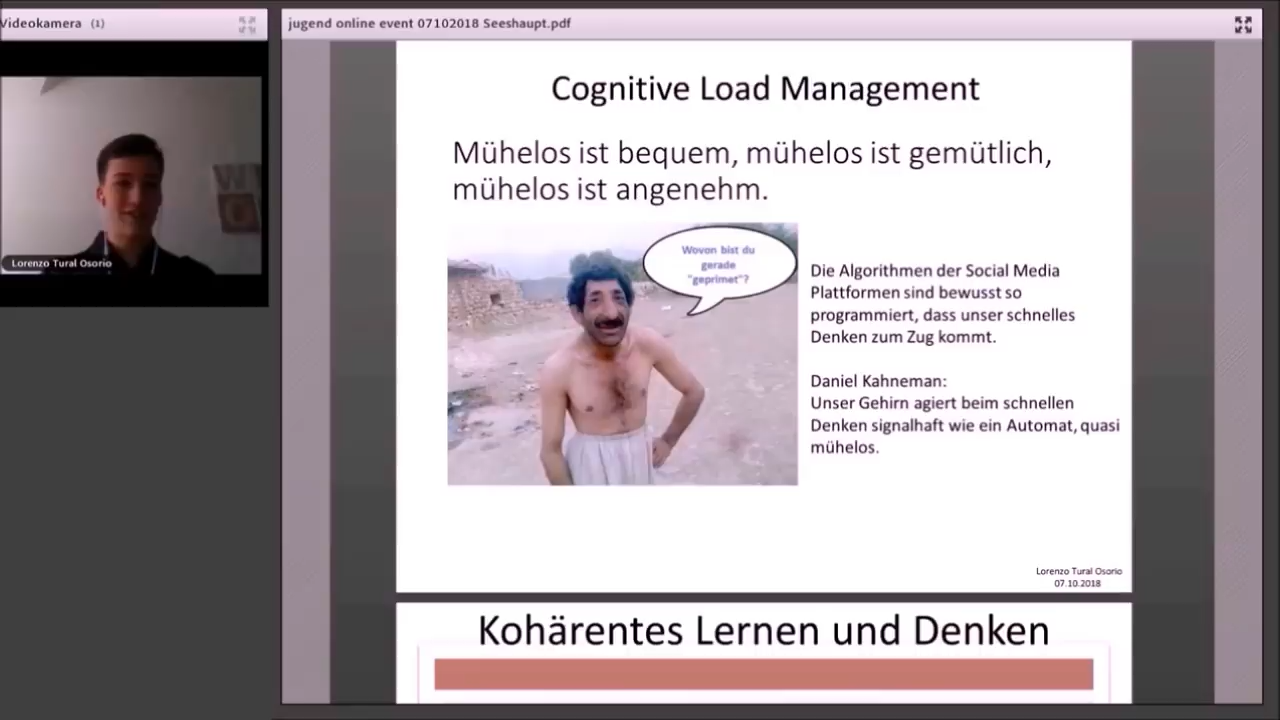 Videokamera (1)
jugend online event 07102018 Seeshaupt.pdf
Lorenzo Tural Osorio
Cognitive Load Management
Mühelos ist bequem, mühelos ist gemütlich,
mühelos ist angenehm.
Wovon bist du
gerade
"geprimet"?
Die Algorithmen der Social Media
Plattformen sind bewusst so
programmiert, dass unser schnelles
Denken zum Zug kommt.
Daniel Kahneman:
Unser Gehirn agiert beim schnellen
Denken signalhaft wie ein Automat, quasi
mühelos.
Lorenzo Tural Osorio
07.10.2018
Kohärentes Lernen und Denken